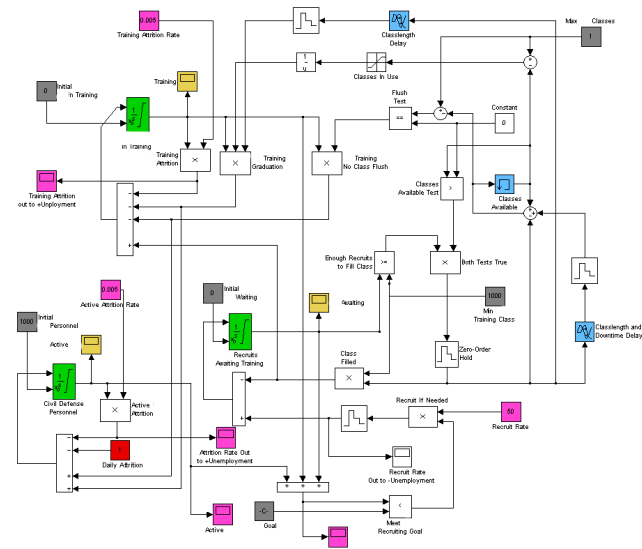 0.005
Training Attrition Rate
Classlength
Delay
Max Classes
1
1
u
Classes In Use
Initial
in Training
0
Training
Flush
Test
==
Constant
0
in Training
Training
Attrition
Training
Graduation
Training
No Class Flush
Training Attrition
out to +Unployment
Classes
Available Test
>
Classes
Available
Enough Recruits
to Fill Class
>=
Both Tests True
0.005
Active Attrition Rate
Initial
Waiting
0
Awaiting
1000
Min
Training Class
Initial
Personnel
1000
Active
Classlength and
Downtime Delay
Recruits
Awaiting Training
Zero-Order
Hold
Class
Filled
Civil Defense
Personnel
Active
Attrition
Recruit If Needed
60
Recruit Rate
1
Daily Attrition
Attrition Rate Out
to +Unemployment
Recruit Rate
Out to -Unemployment
Active
-C-
Goal
<
Meet
Recruiting Goal